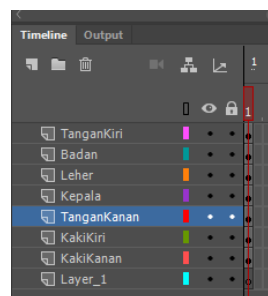 Timeline Output
1
1
TanganKiri
Badan
Leher
Kepala
TanganKanan
KakiKiri
KakiKanan
Layer_1